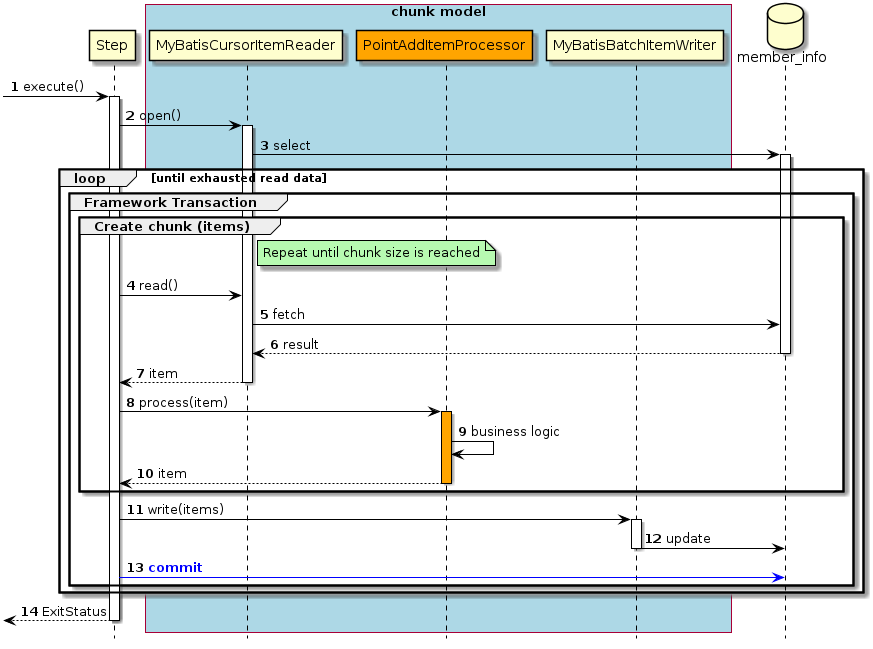 chunk model
Step
MyBatisCursorItemReader
PointAddItemProcessor
MyBatisBatchItemWriter
member_info
1 execute()
2 open()
3 select
loop [until exhausted read data]
Framework Transaction
Create chunk (items)
Repeat until chunk size is reached
4 read()
5 fetch
6 result
7 item
8 process(item)
9 business logic
10 item
11 write(items)
12 update
13 commit
14 ExitStatus